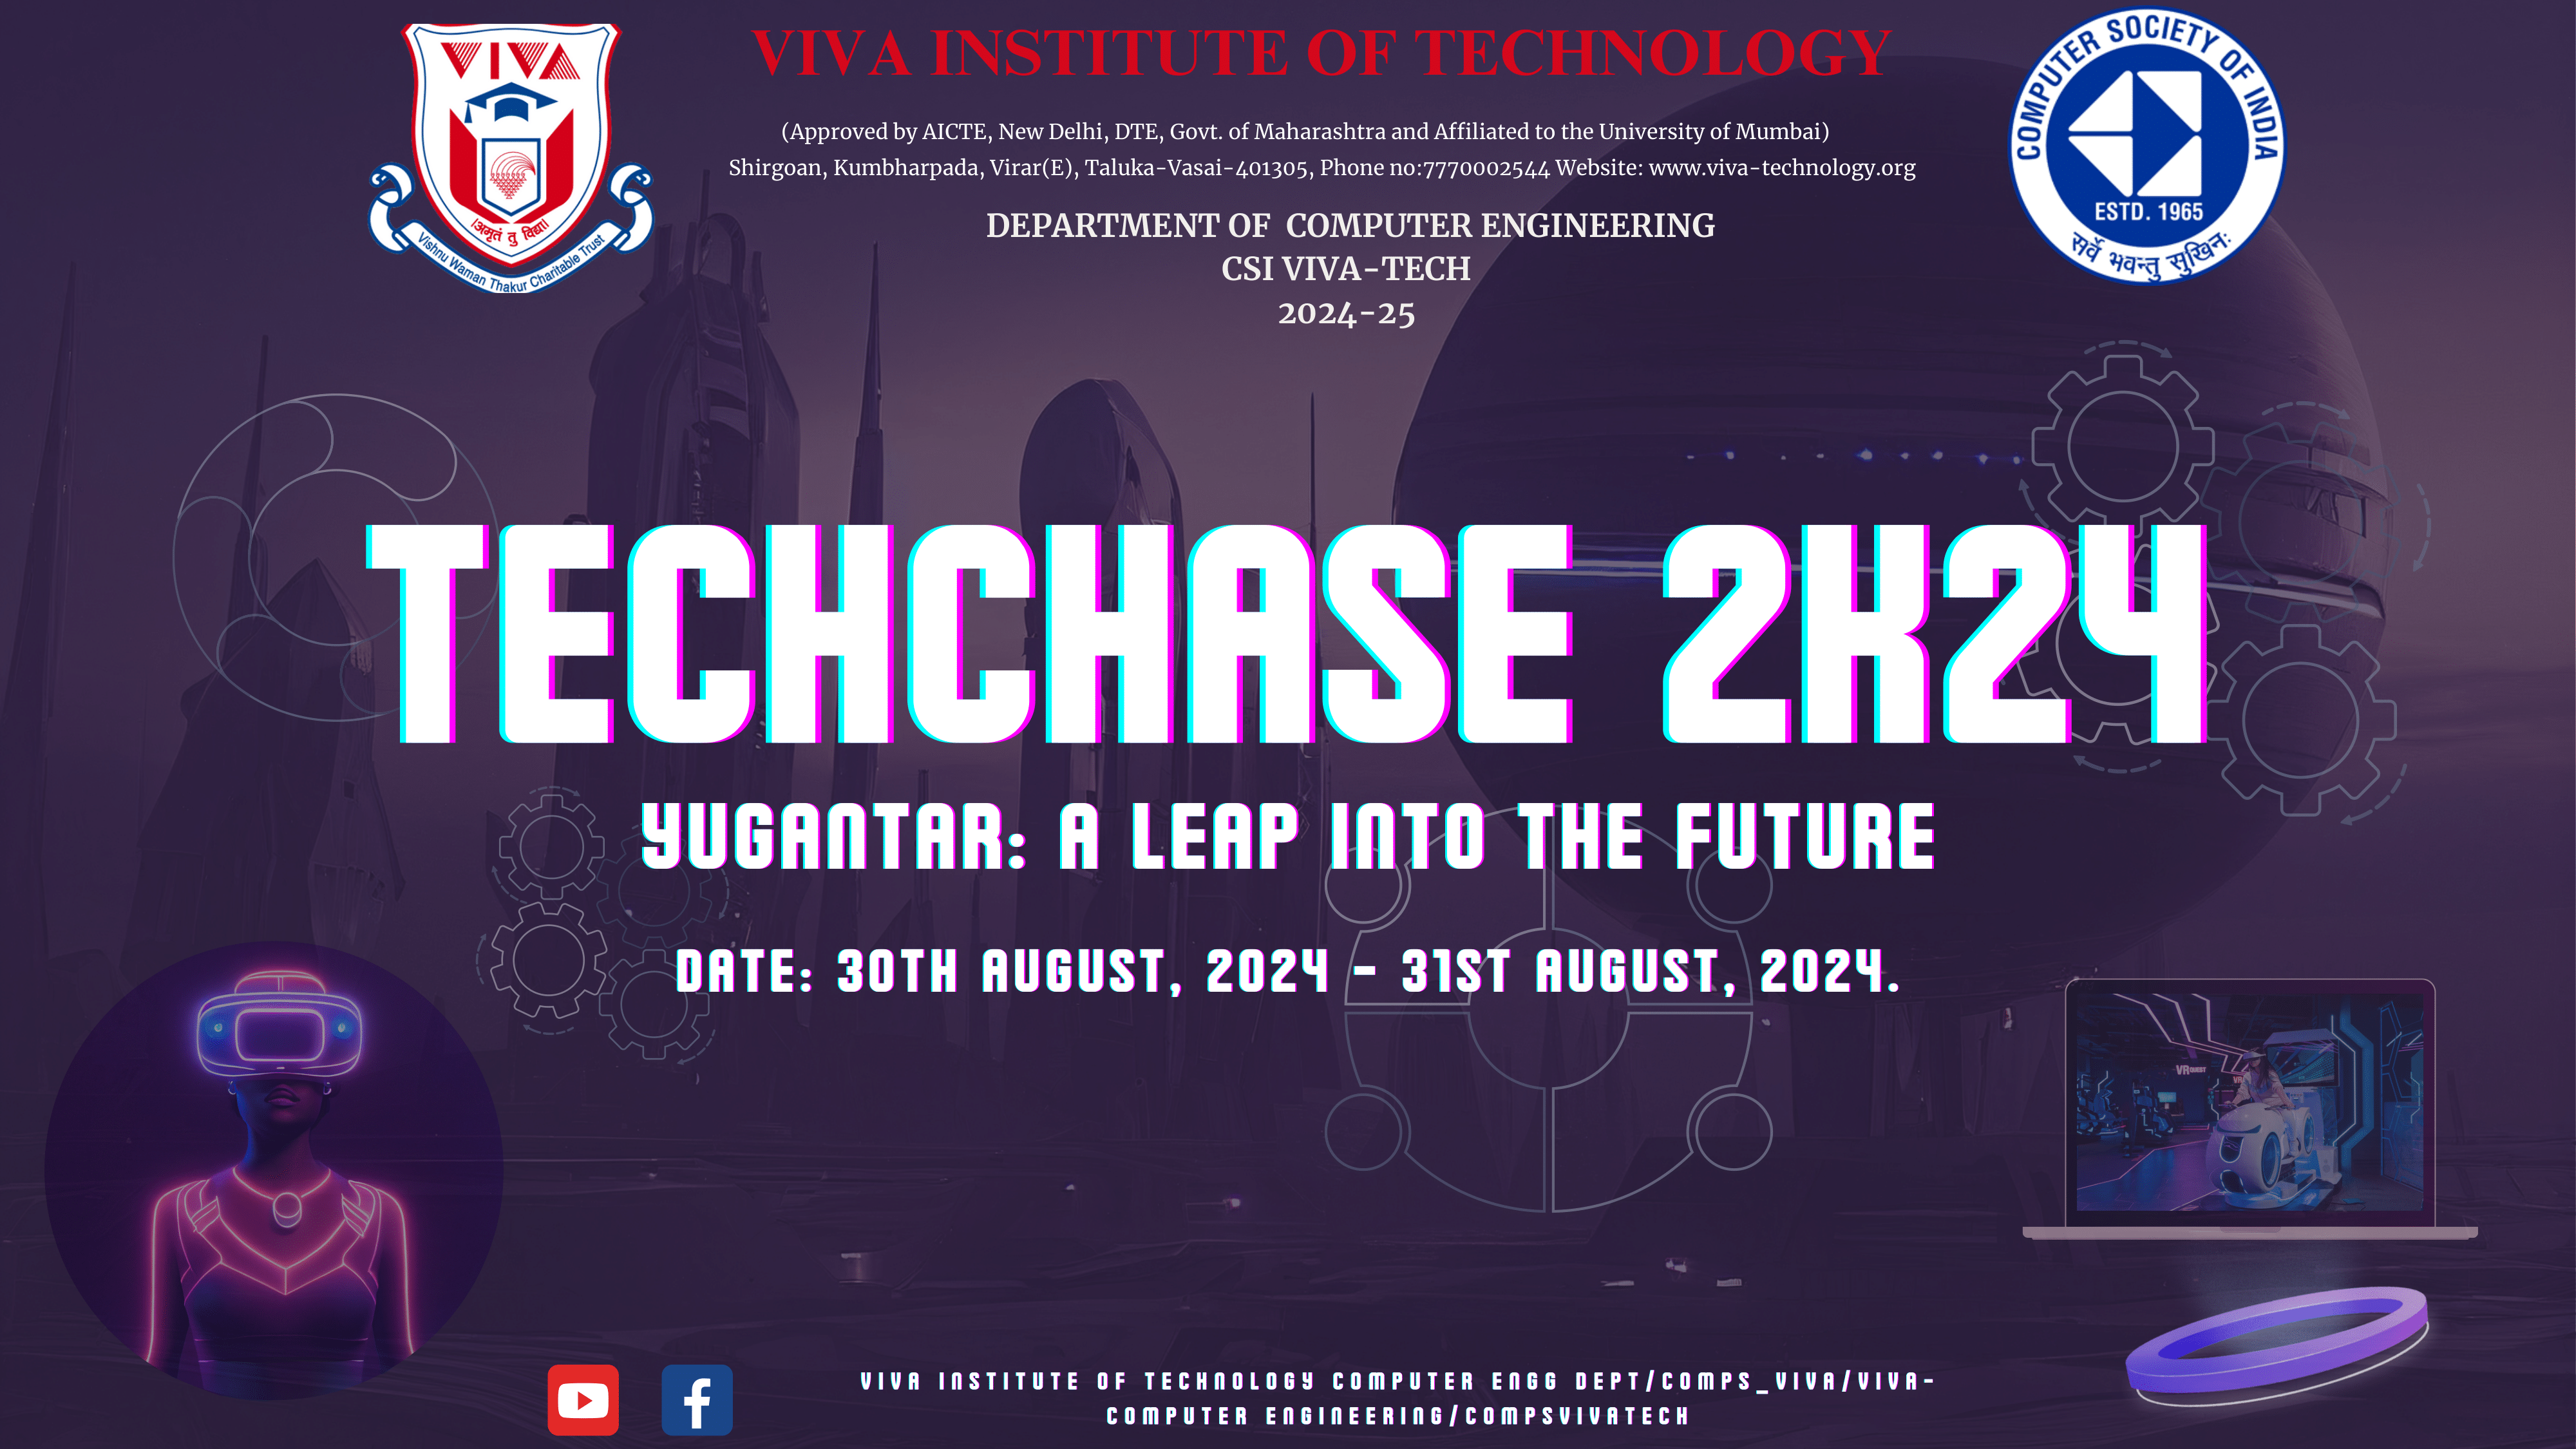 VIVA
।अमृतं तु विद्या।
Vishnu Waman Thakur Charitable Trust
VIVA INSTITUTE OF TECHNOLOGY
(Approved by AICTE, New Delhi, DTE, Govt. of Maharashtra and Affiliated to the University of Mumbai)
Shirgoan, Kumbharpada, Virar(E), Taluka-Vasai-401305, Phone no:7770002544 Website: www.viva-technology.org
DEPARTMENT OF COMPUTER ENGINEERING
CSI VIVA-TECH
2024-25
COMPUTER SOCIETY OF INDIA
ESTD. 1965
सर्वे भवन्तु सुखिनः
TECHCHASE 2K24
YUGANTAR: A LEAP INTO THE FUTURE
DATE: 30TH AUGUST, 2024 - 31ST AUGUST, 2024.
VR QUEST
VR
VIVA INSTITUTE OF TECHNOLOGY COMPUTER ENGG DEPT/COMPS_VIVA/VIVA-
COMPUTER ENGINEERING/COMPSVIVATECH